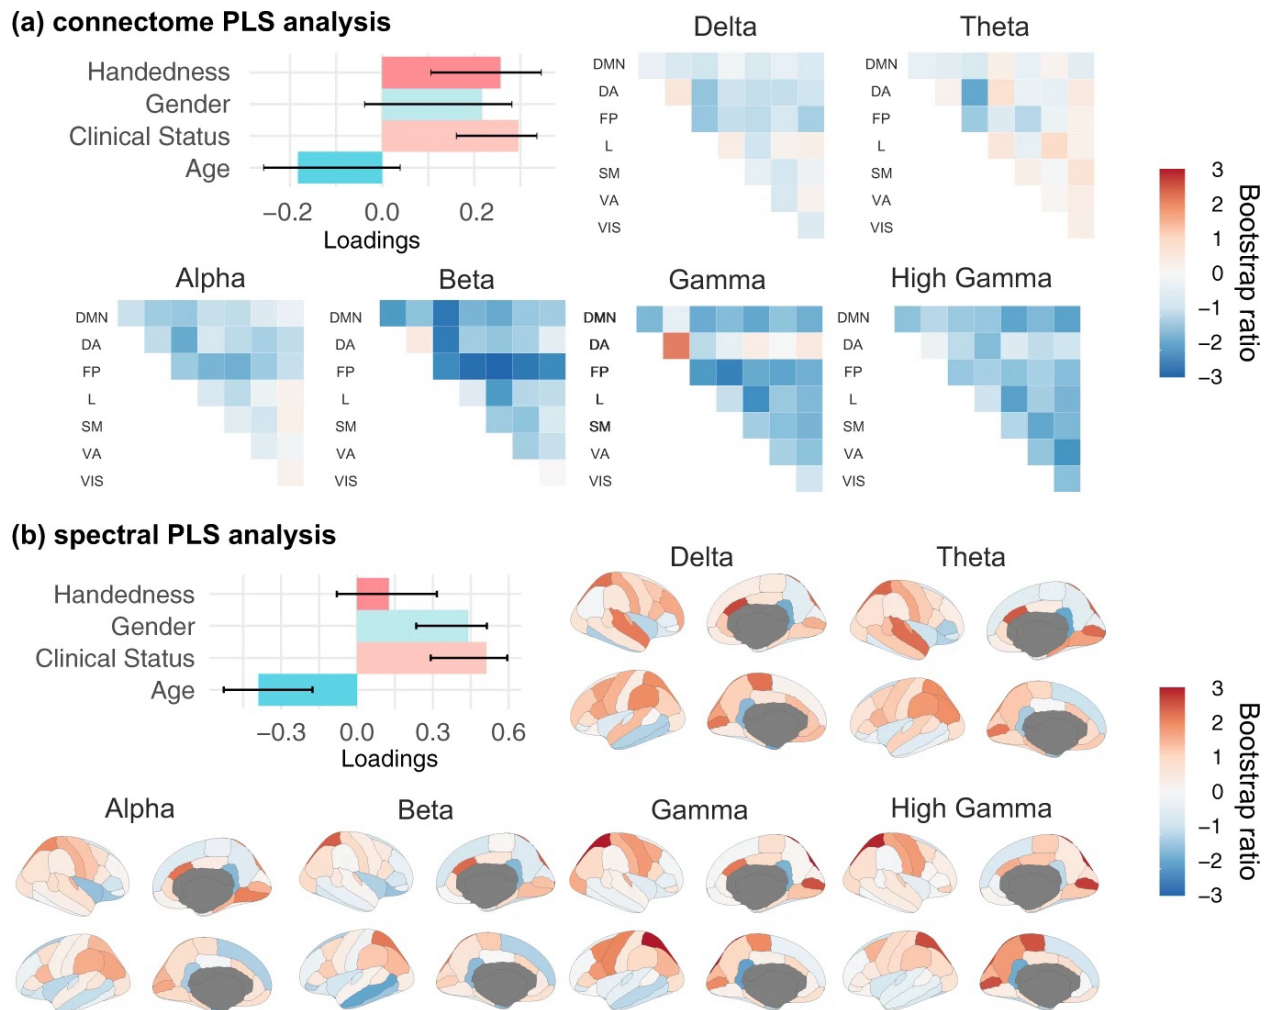 (a) connectome PLS analysis
Handedness
Gender
Clinical Status
Age
−0.2 0.0 0.2
Loadings
Delta
DMN
DA
FP
L
SM
VA
VIS
Theta
DMN
DA
FP
L
SM
VA
VIS
Alpha
DMN
DA
FP
L
SM
VA
VIS
Beta
DMN
DA
FP
L
SM
VA
VIS
Gamma
DMN
DA
FP
L
SM
VA
VIS
High Gamma
DMN
DA
FP
L
SM
VA
VIS
3
2
1
0
−1
−2
−3
Bootstrap ratio
(b) spectral PLS analysis
Handedness
Gender
Clinical Status
Age
−0.3 0.0 0.3 0.6
Loadings
Delta
Theta
Alpha
Beta
Gamma
High Gamma
3
2
1
0
−1
−2
−3
Bootstrap ratio